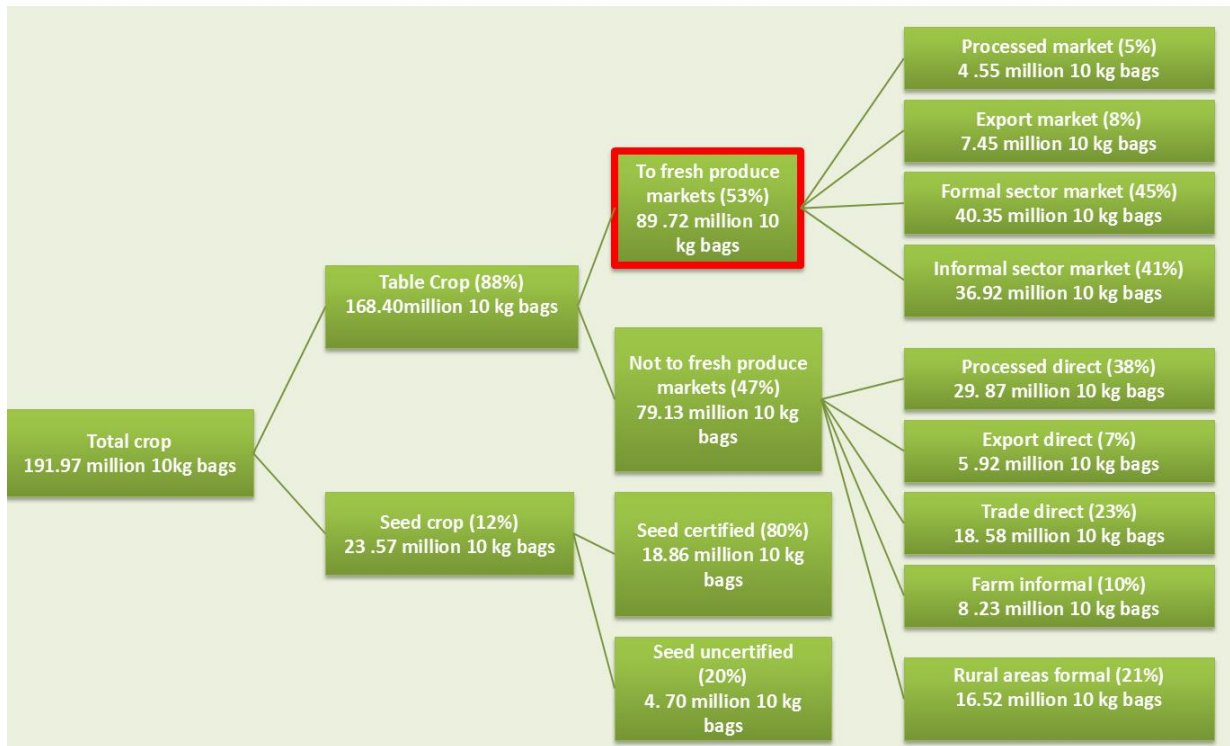 Total crop
191.97 million 10kg bags
Table Crop (88%)
168.40million 10 kg bags
Seed crop (12%)
23 .57 million 10 kg bags
To fresh produce
markets (53%)
89 .72 million 10
kg bags
Not to fresh produce
markets (47%)
79.13 million 10 kg
bags
Seed certified (80%)
18.86 million 10 kg
bags
Seed uncertified
(20%)
4. 70 million 10 kg
bags
Processed market (5%)
4 .55 million 10 kg bags
Export market (8%)
7.45 million 10 kg bags
Formal sector market (45%)
40.35 million 10 kg bags
Informal sector market (41%)
36.92 million 10 kg bags
Processed direct (38%)
29. 87 million 10 kg bags
Export direct (7%)
5 .92 million 10 kg bags
Trade direct (23%)
18. 58 million 10 kg bags
Farm informal (10%)
8 .23 million 10 kg bags
Rural areas formal (21%)
16.52 million 10 kg bags